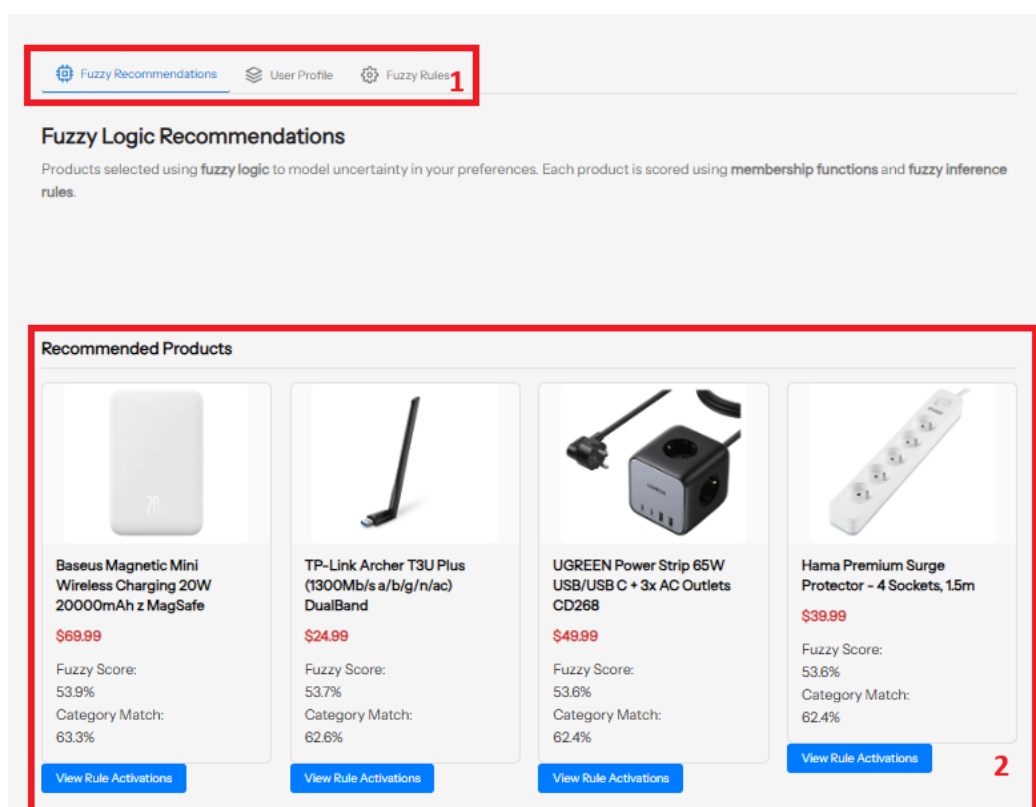 Fuzzy Recommendations User Profile Fuzzy Rules 1
Fuzzy Logic Recommendations
Products selected using fuzzy logic to model uncertainty in your preferences. Each product is scored using membership functions and fuzzy inference
rules.
Recommended Products
20
Baseus Magnetic Mini
Wireless Charging 20W
20000mAh z MagSafe
$69.99
Fuzzy Score:
53.9%
Category Match:
63.3%
View Rule Activations
TP-Link Archer T3U Plus
(1300Mb/s a/b/g/n/ac)
DualBand
$24.99
Fuzzy Score:
53.7%
Category Match:
62.6%
View Rule Activations
UGREEN
UGREEN Power Strip 65W
USB/USB C + 3x AC Outlets
CD268
$49.99
Fuzzy Score:
53.6%
Category Match:
62.4%
View Rule Activations
Hama Premium Surge
Protector - 4 Sockets, 1.5m
$39.99
Fuzzy Score:
53.6%
Category Match:
62.4%
View Rule Activations
2